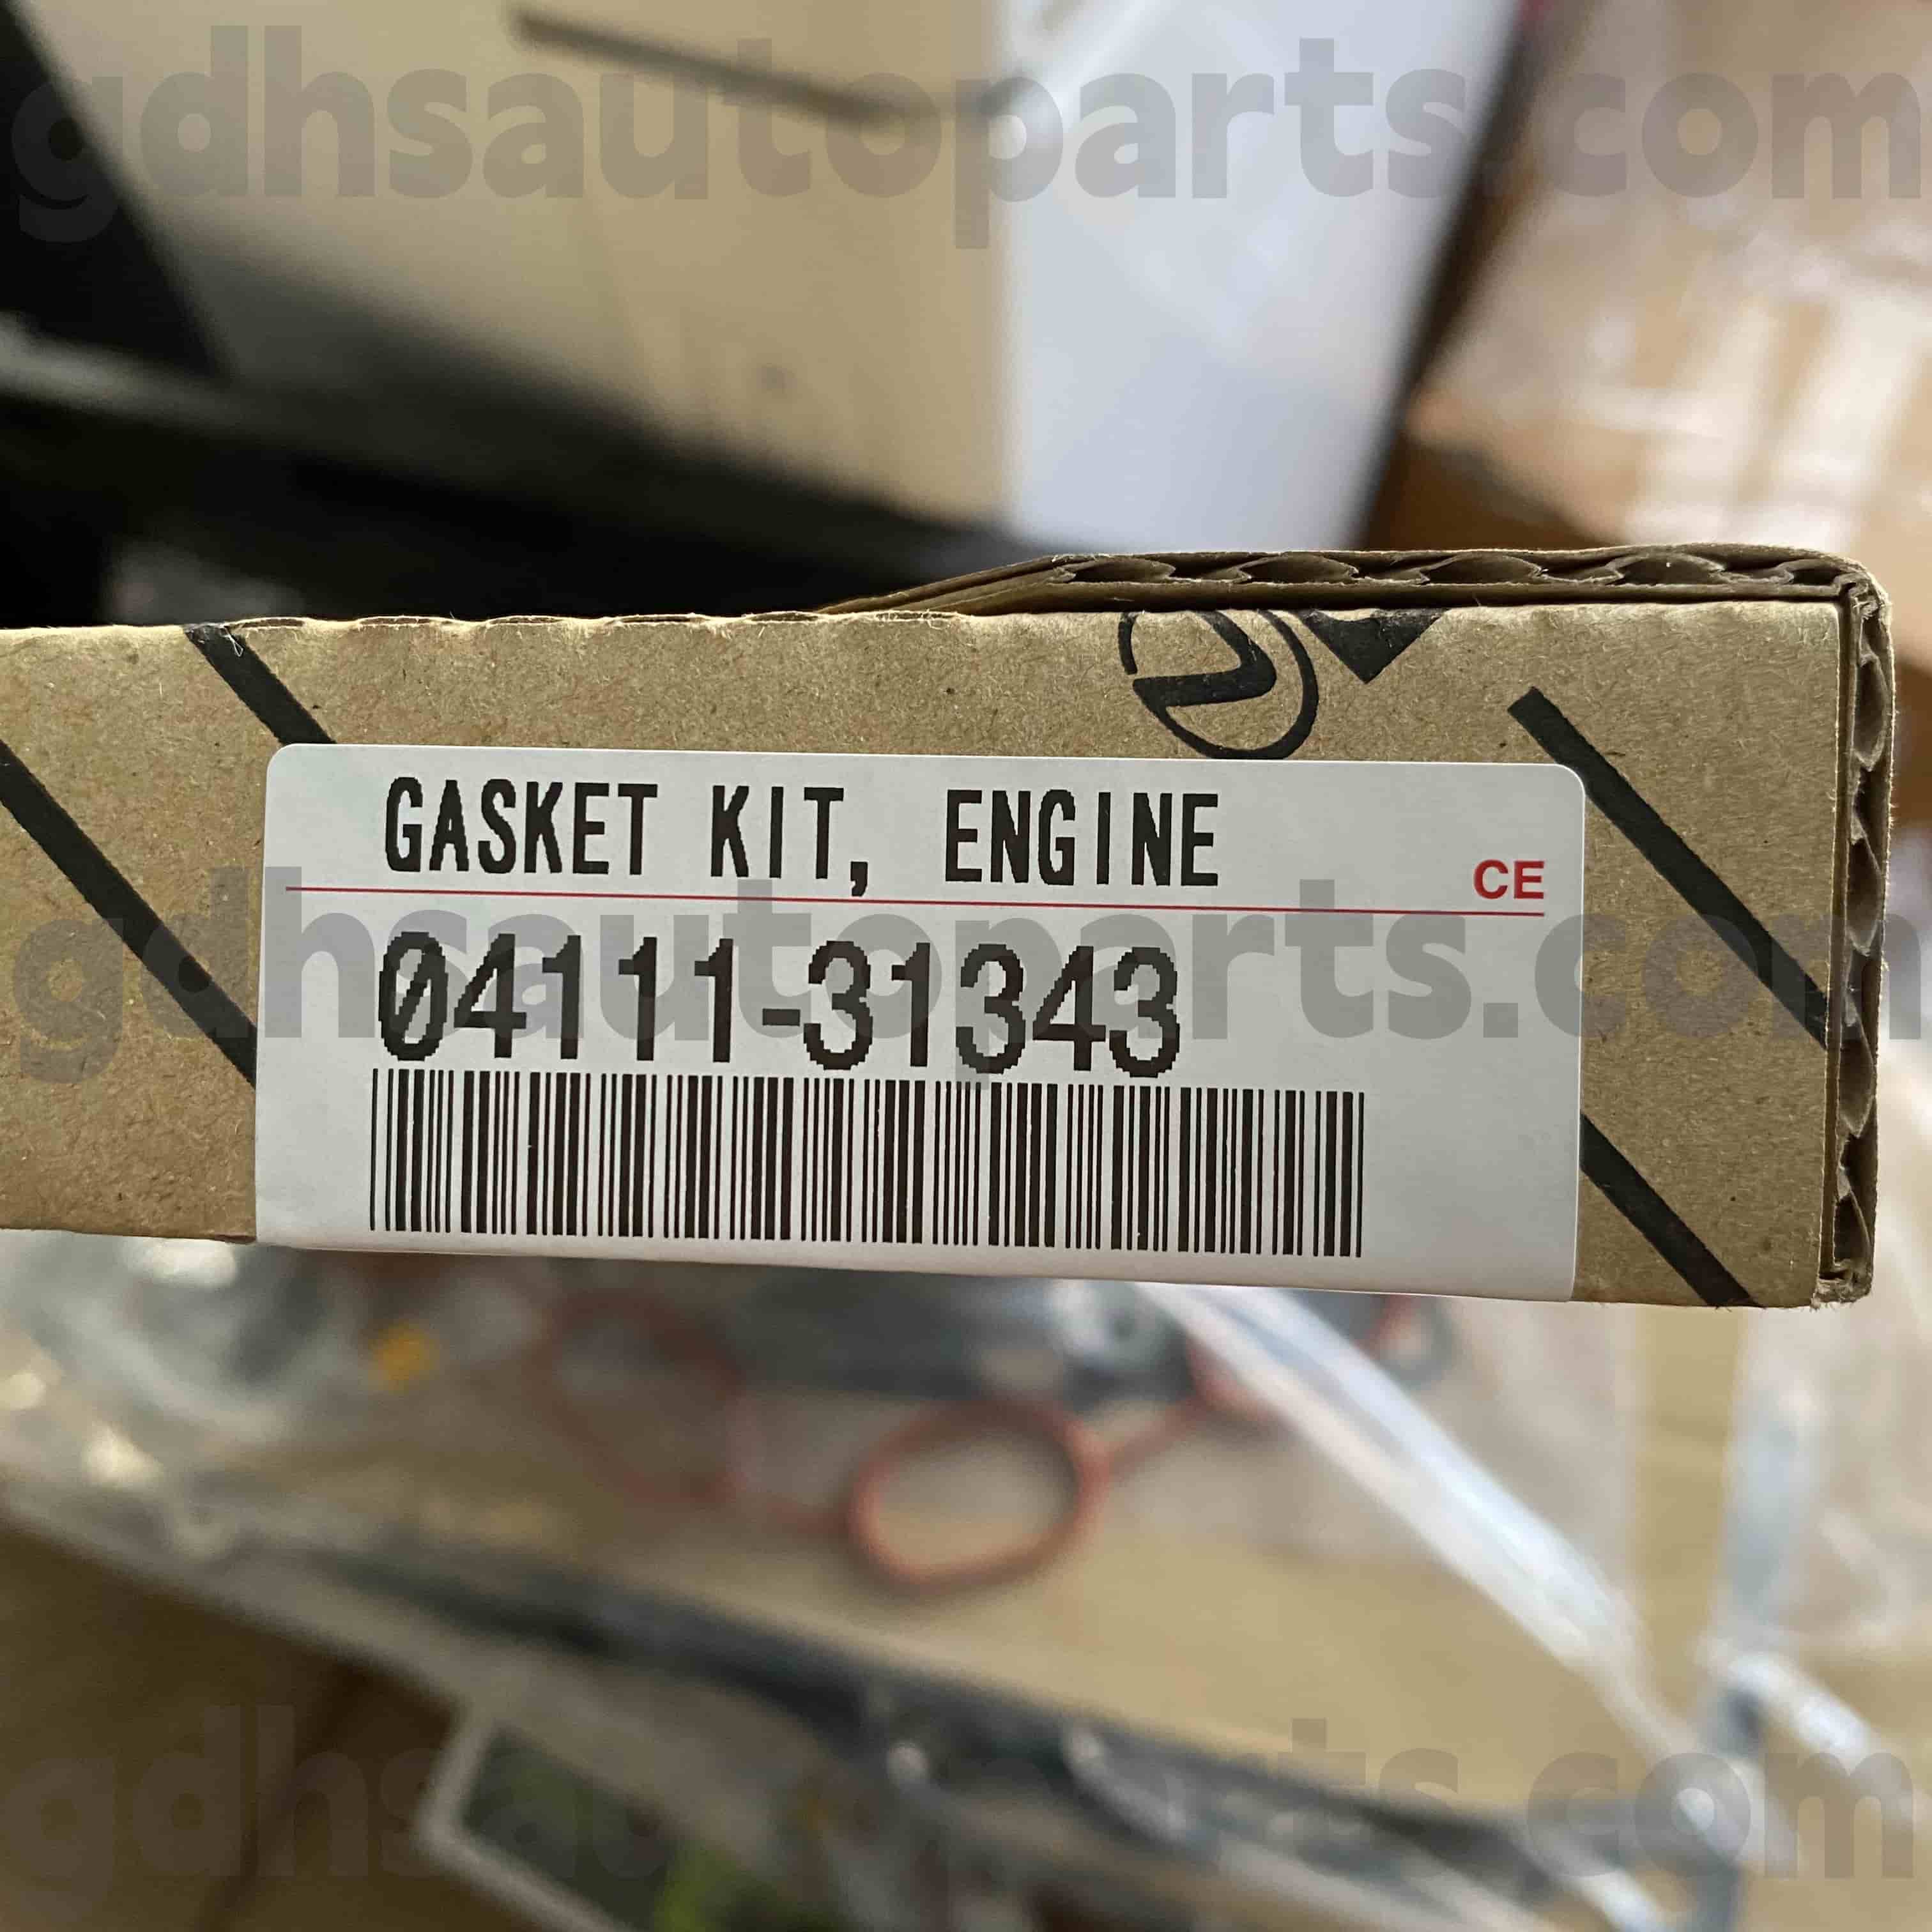 gdhsautoparts.com
GASKET KIT, ENGINE
CE
gdhsautoparts.com
04111-31343
gdhsautoparts.com